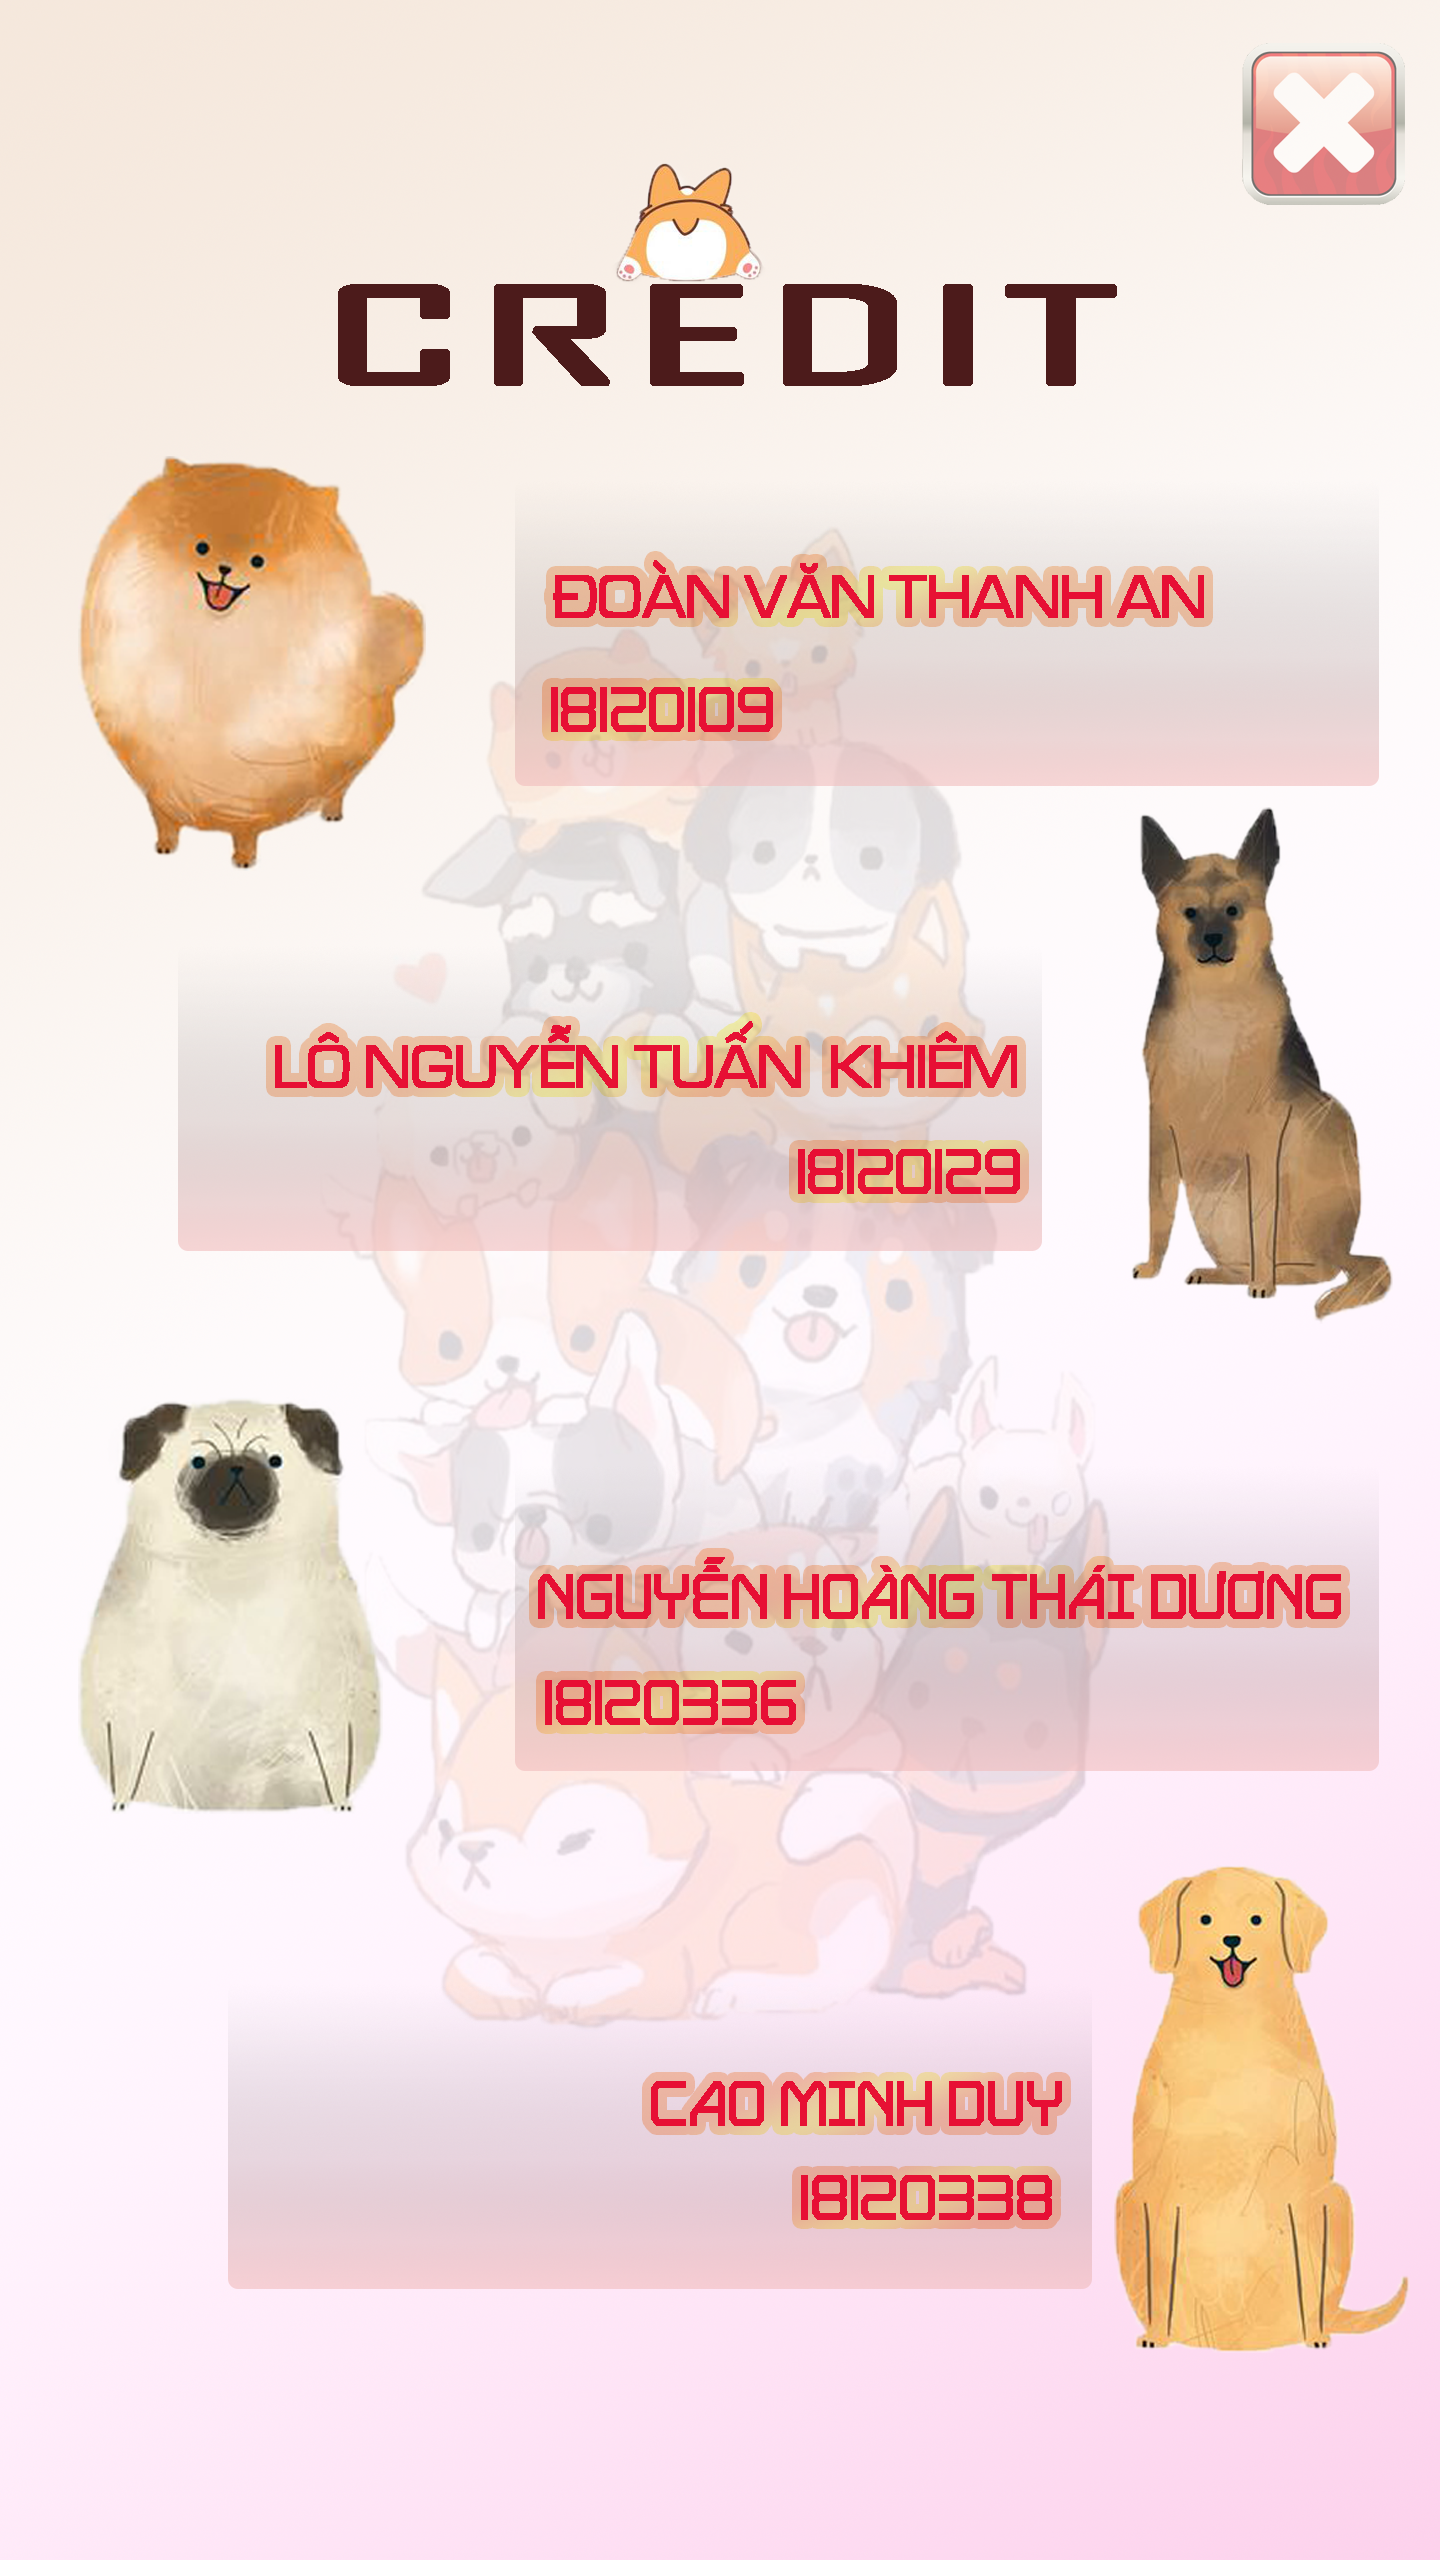 CREDIT
ĐOÀN VĂN THANH AN
18120109
LÔ NGUYỄN TUẤN KHIÊM
18120129
NGUYỄN HOÀNG THÁI DƯƠNG
18120336
CAO MINH DUY
18120338